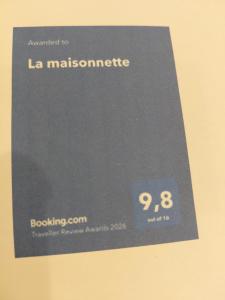 Awarded to
La maisonnette
9,8
out of 10
Booking.com
Traveller Review Awards 2026